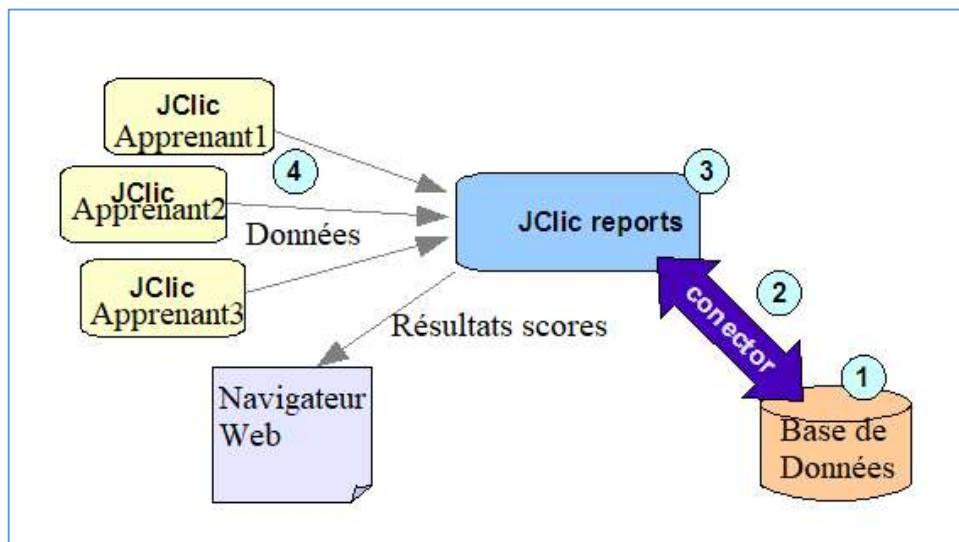 JClic
Apprenant1
JClic
Apprenant2
JClic
Apprenant3
4
Données
3
JClic reports
2
conector
1
Base de
Données
Résultats scores
Navigateur
Web